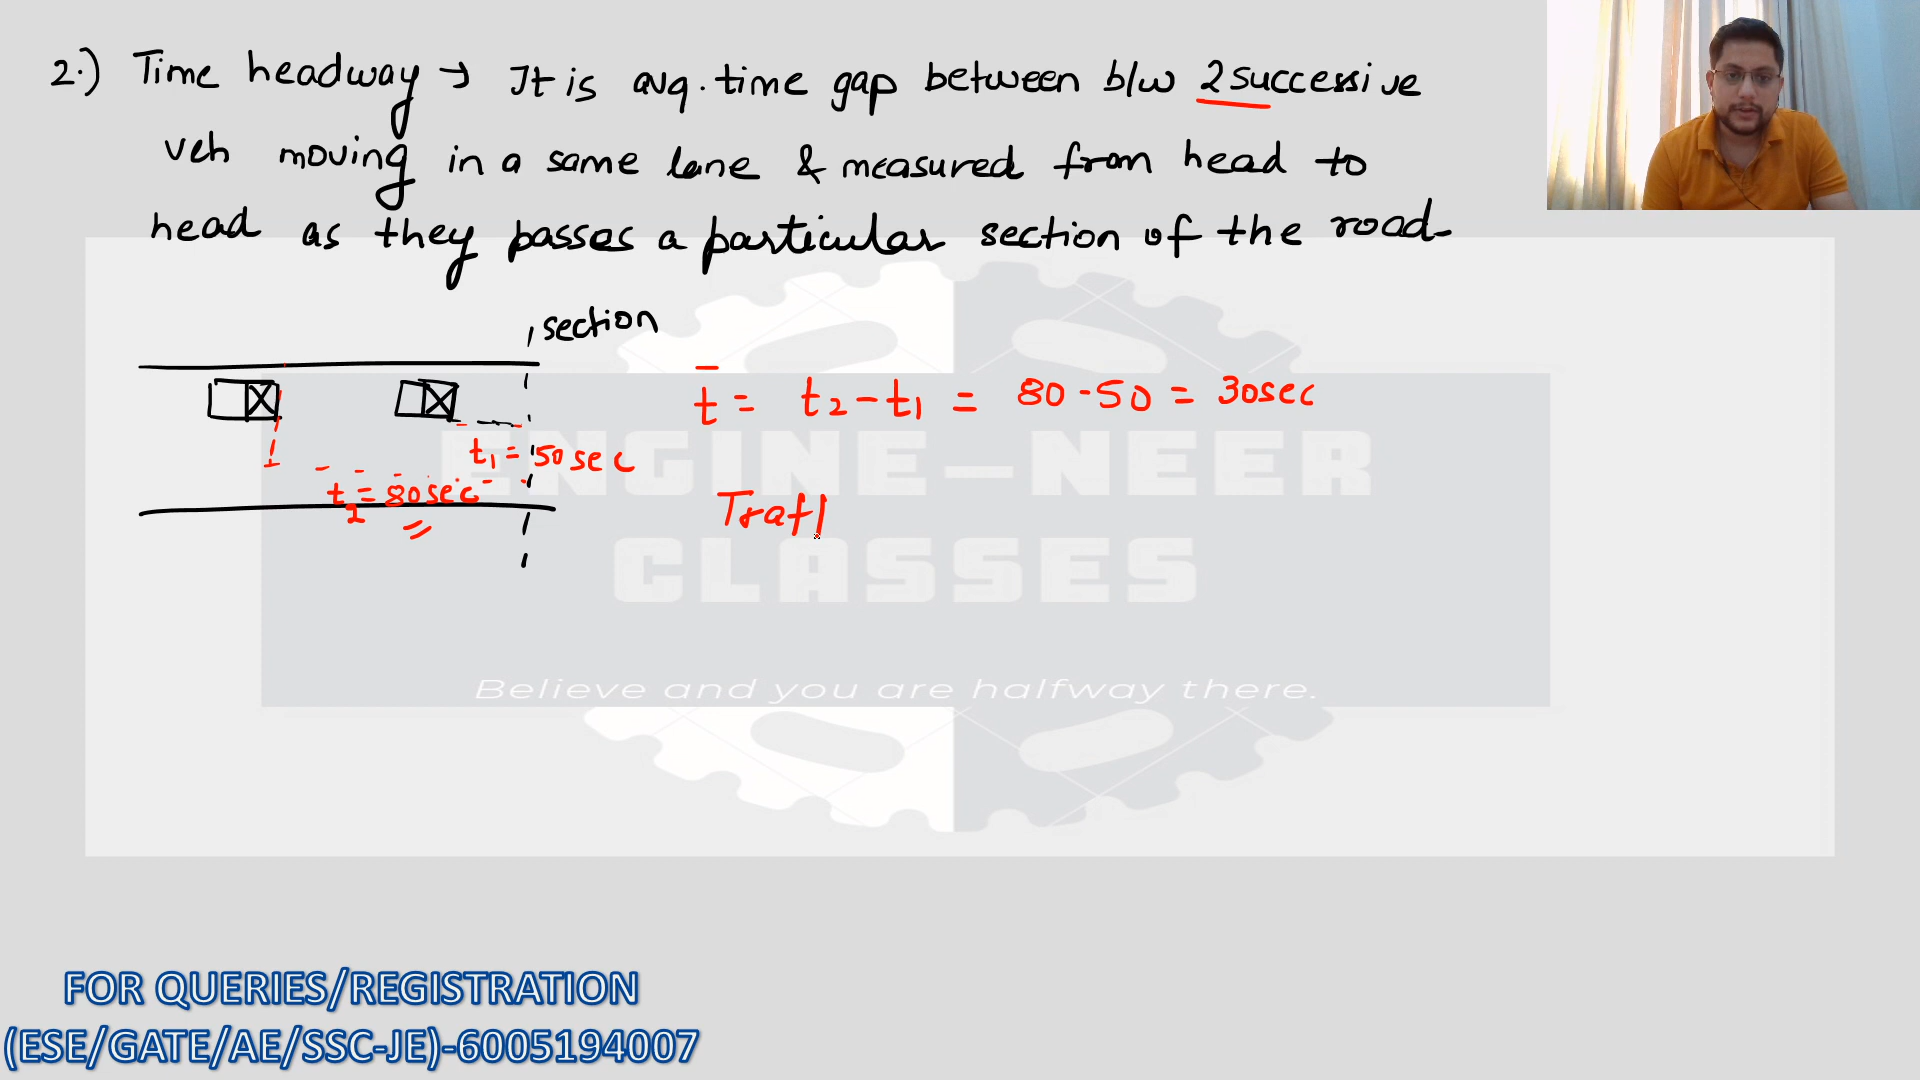 2.) Time headway → It is avg. time gap between b/w 2 successive
veh moving in a same lane & measured from head to
head as they passes a particular section of the road.
section
t̄ = t₂ - t₁ = 80 - 50 = 30sec
t₁ = 50 sec
t₂ = 80sec
Trafl
ENGINE-NEER
CLASSES
Believe and you are halfway there.
FOR QUERIES/REGISTRATION
(ESE/GATE/AE/SSC-JE)-6005194007